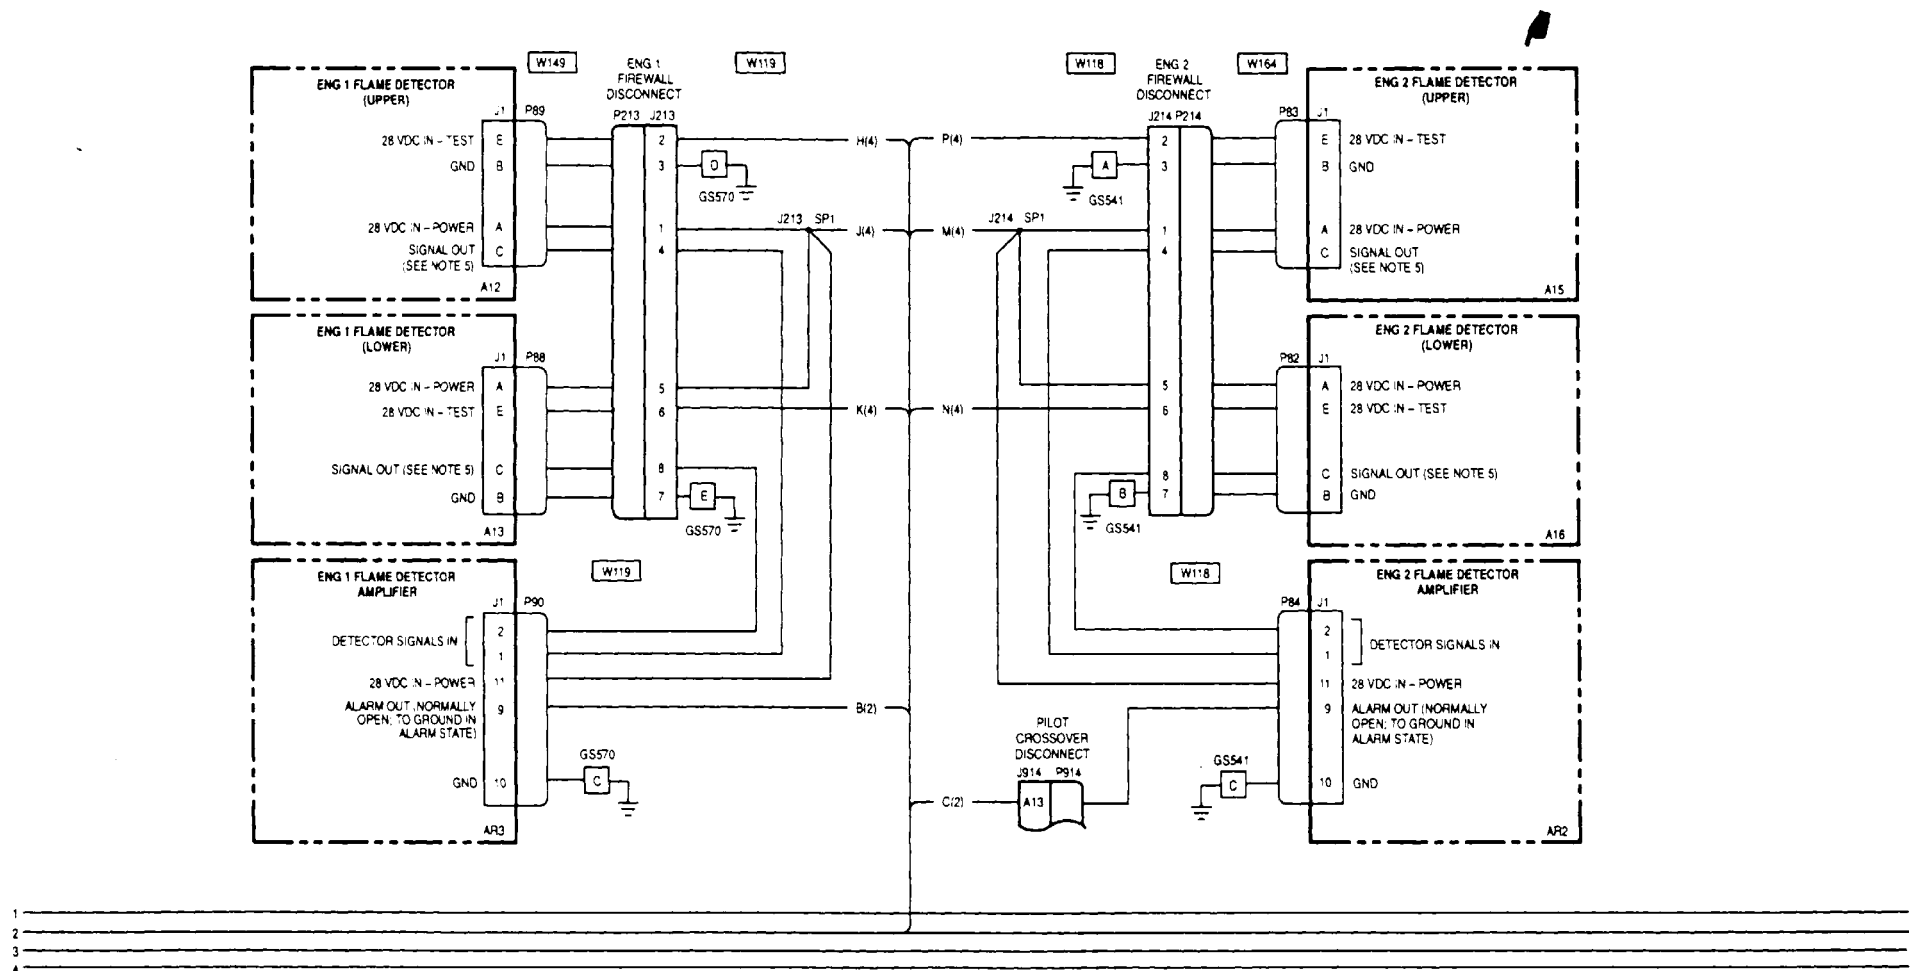 W149
ENG 1
FIREWALL
DISCONNECT
W119
W118
ENG 2
FIREWALL
DISCONNECT
W164
ENG 1 FLAME DETECTOR
(UPPER)
J1 P89
28 VDC IN – TEST E
GND B
28 VDC IN – POWER A
SIGNAL OUT C
(SEE NOTE 5)
A12
P213 J213
2
3
D
GS570
1
4
J213 SP1
H(4)
P(4)
J(4)
M(4)
J214 SP1
J214 P214
2
3
A
GS541
1
4
ENG 2 FLAME DETECTOR
(UPPER)
P83 J1
E 28 VDC IN – TEST
B GND
A 28 VDC IN – POWER
C SIGNAL OUT
(SEE NOTE 5)
A15
ENG 1 FLAME DETECTOR
(LOWER)
J1 P88
A
28 VDC IN – POWER
28 VDC IN – TEST E
SIGNAL OUT (SEE NOTE 5) C
GND B
A13
5
6
8
7
E
GS570
K(4)
N(4)
5
6
8
7
B
GS541
ENG 2 FLAME DETECTOR
(LOWER)
P82 J1
A 28 VDC IN – POWER
E 28 VDC IN – TEST
C SIGNAL OUT (SEE NOTE 5)
B GND
A16
W119
W118
ENG 1 FLAME DETECTOR
AMPLIFIER
J1 P90
DETECTOR SIGNALS IN
2
1
28 VDC IN – POWER 11
ALARM OUT (NORMALLY 9
OPEN; TO GROUND IN
ALARM STATE)
GND 10
AR3
GS570
C
B(2)
C(2)
PILOT
CROSSOVER
DISCONNECT
J914 P914
A13
GS541
C
ENG 2 FLAME DETECTOR
AMPLIFIER
P84 J1
2
1
DETECTOR SIGNALS IN
11 28 VDC IN – POWER
9 ALARM OUT (NORMALLY
OPEN; TO GROUND IN
ALARM STATE)
10 GND
AR2
1
2
3